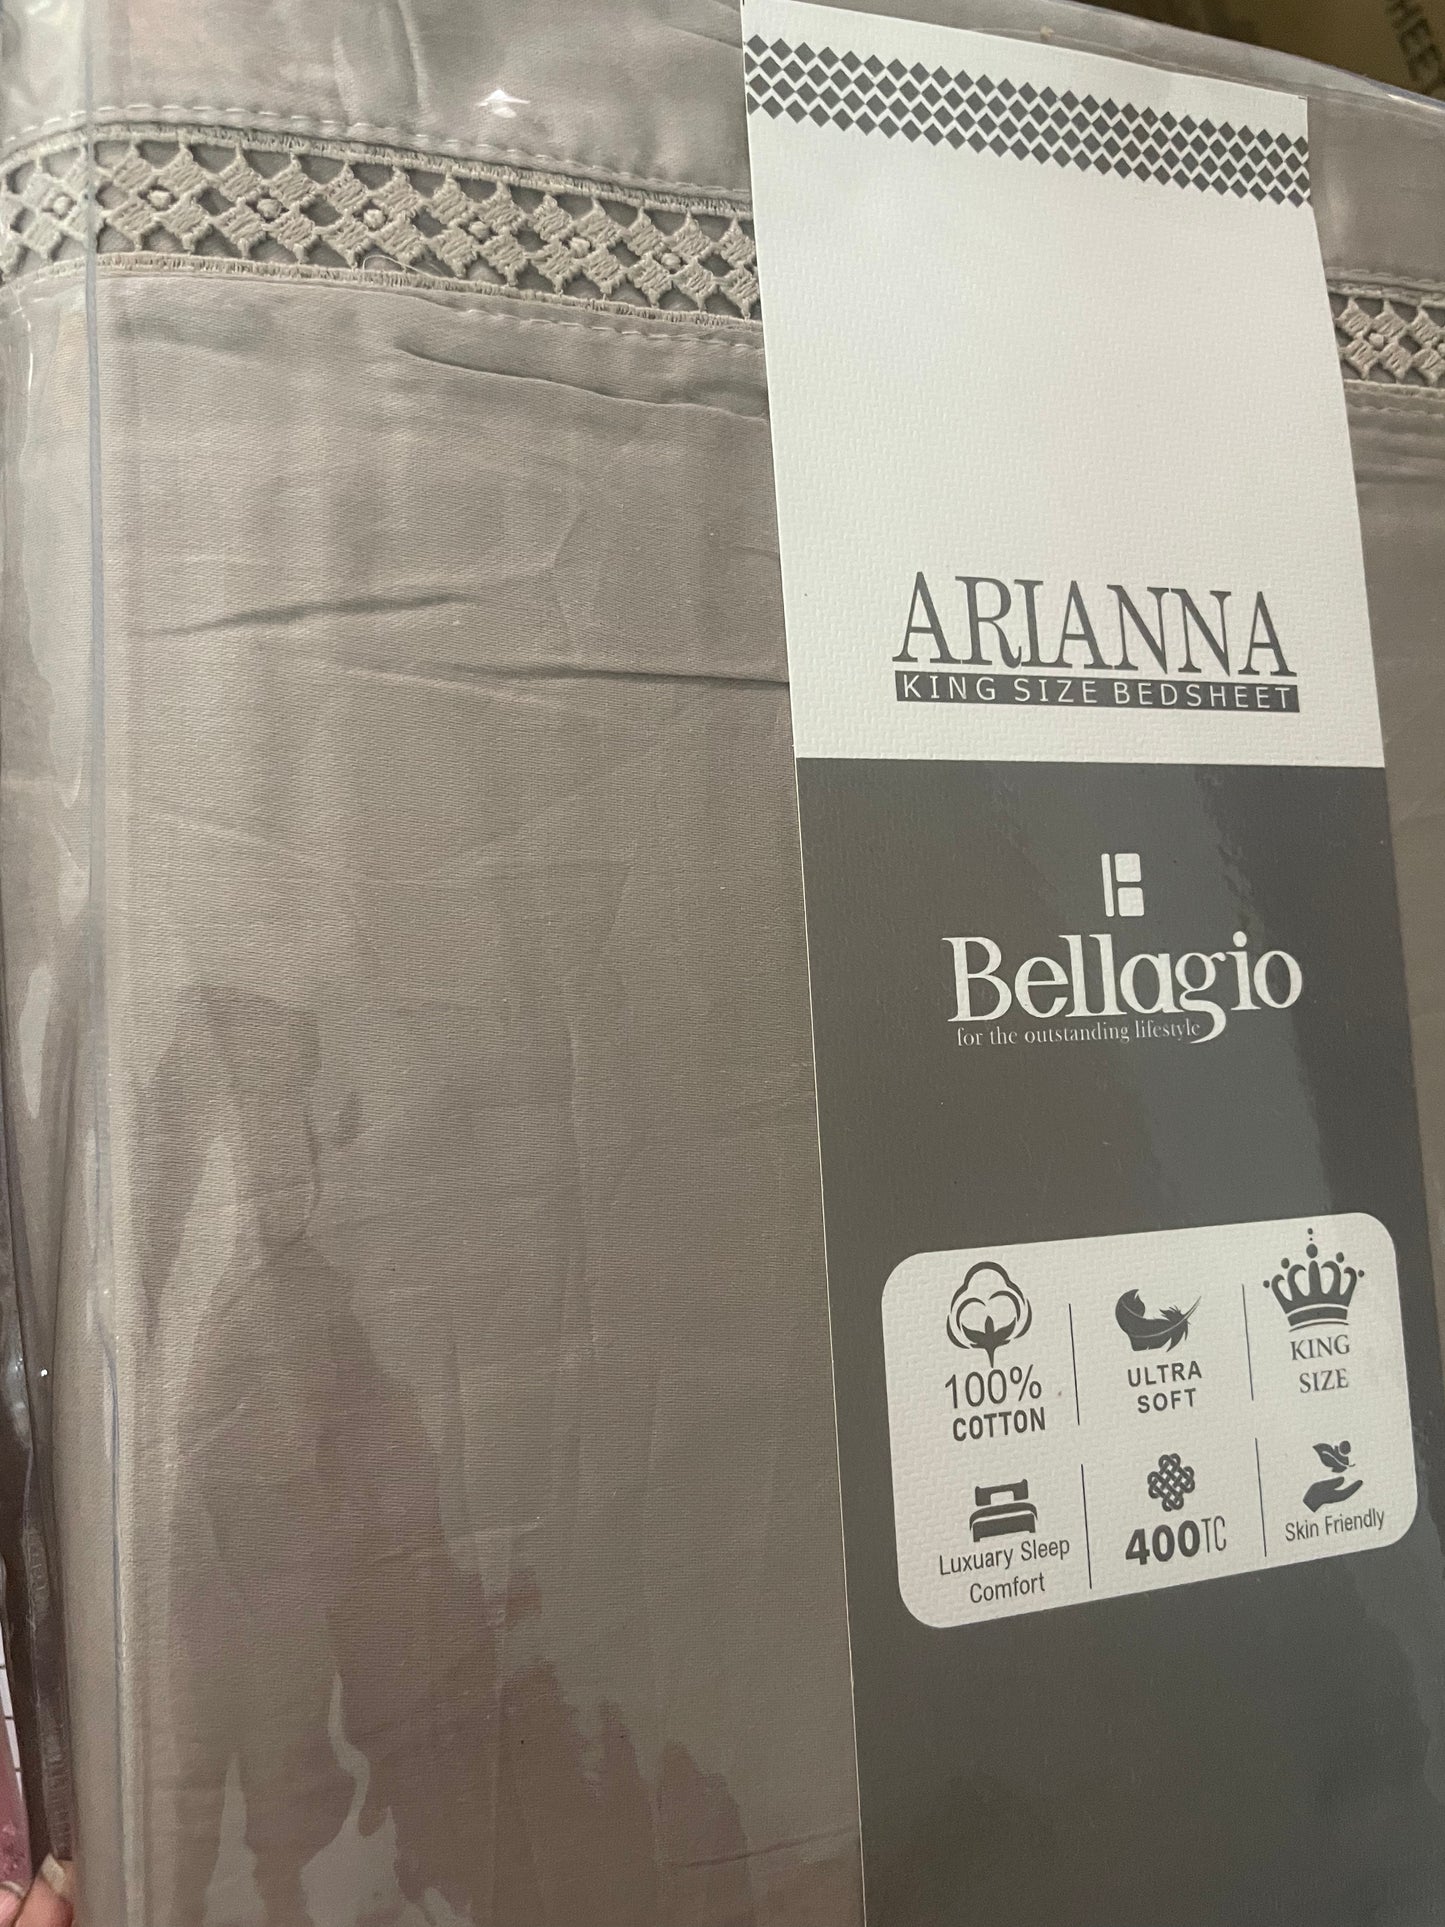 ARIANNA
KING SIZE BEDSHEET
Bellagio
for the outstanding lifestyle
100%
COTTON
ULTRA
SOFT
KING
SIZE
Luxuary Sleep
Comfort
400TC
Skin Friendly